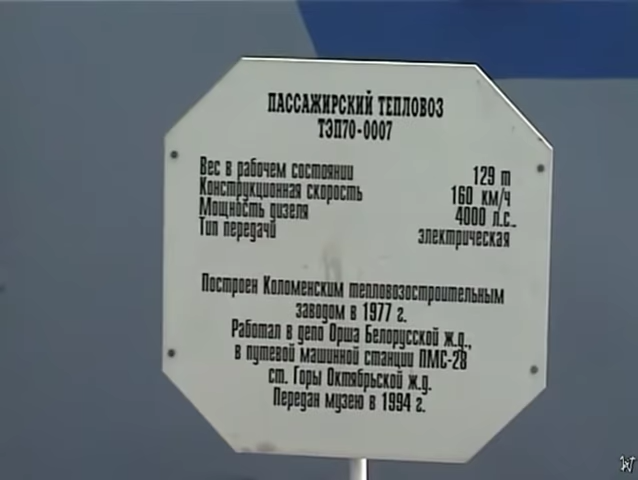 ПАССАЖИРСКИЙ ТЕПЛОВОЗ
ТЭП70-0007
Вес в рабочем состоянии 129 т
Конструкционная скорость 160 км/ч
Мощность дизеля 4000 л.с.
Тип передачи электрическая
Построен Коломенским тепловозостроительным
заводом в 1977 г.
Работал в депо Орша Белорусской ж.д.,
в путевой машинной станции ПМС-28
ст. Горы Октябрьской ж.д.
Передан музею в 1994 г.